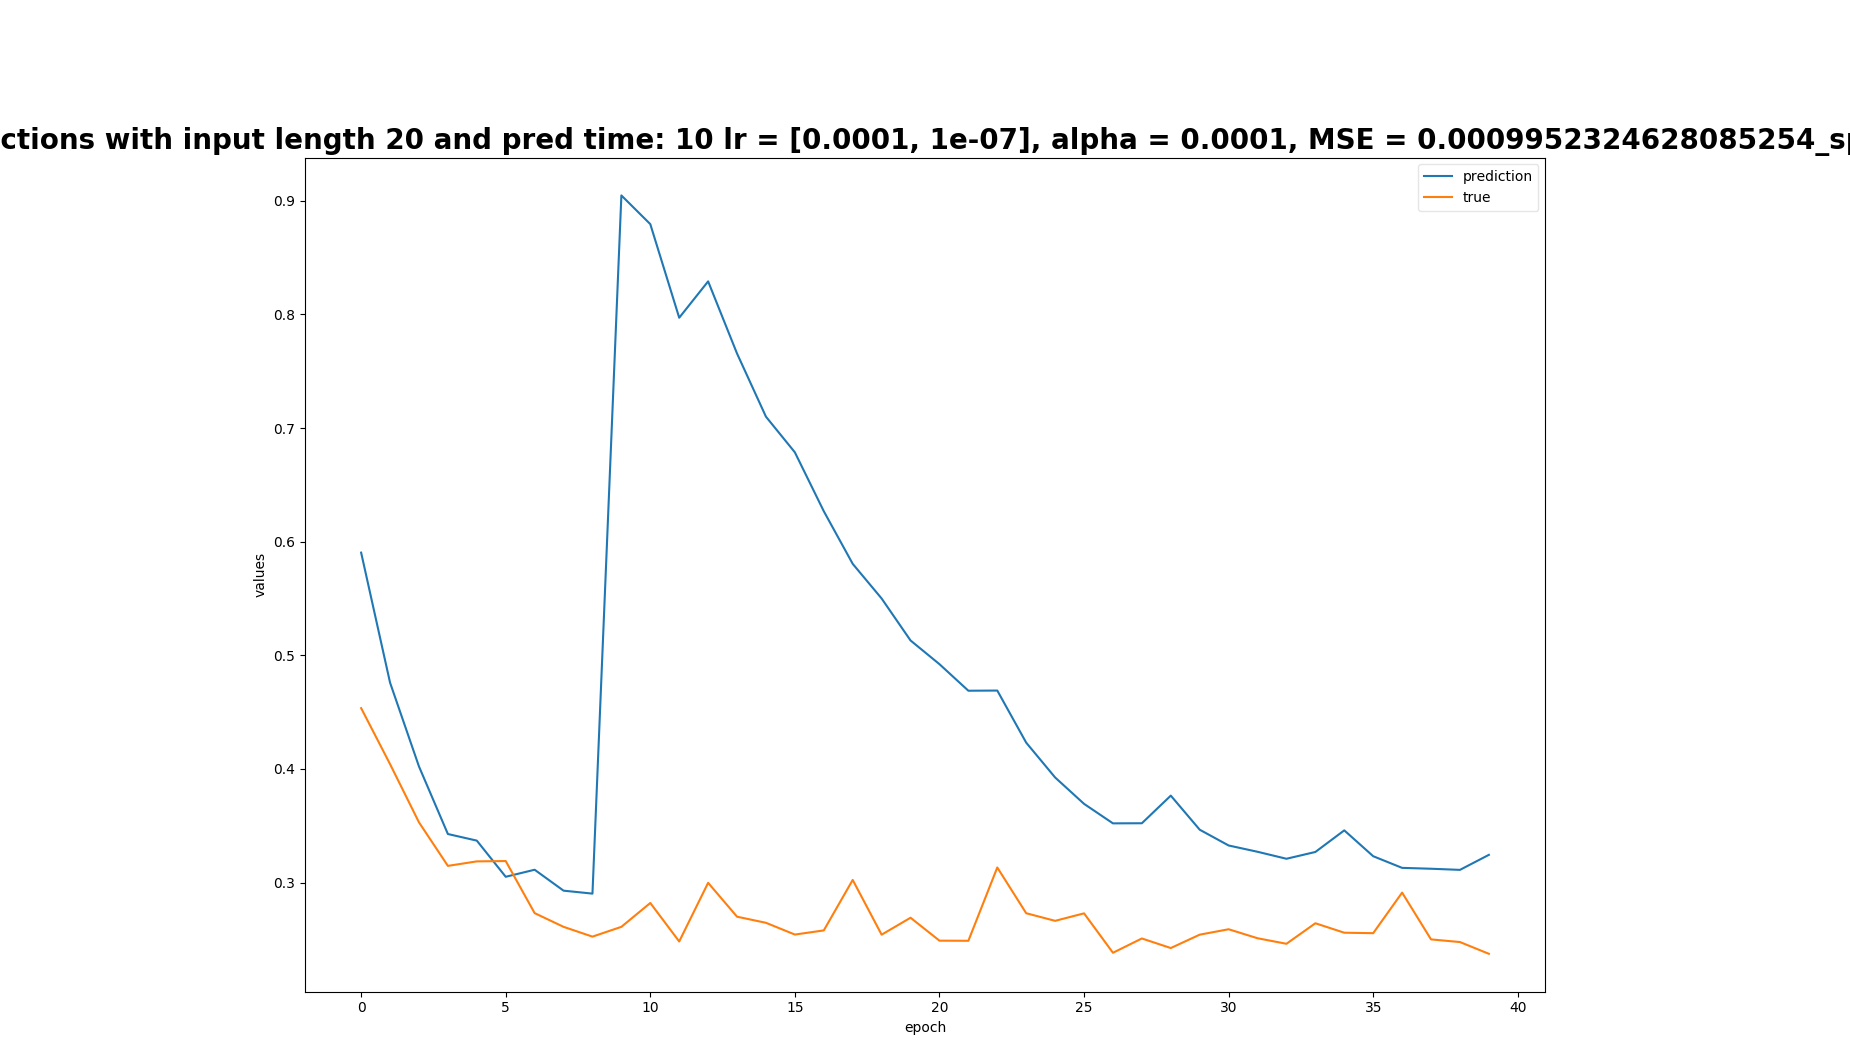 ctions with input length 20 and pred time: 10 lr = [0.0001, 1e-07], alpha = 0.0001, MSE = 0.0009952324628085254_sp
prediction
true
0.9
0.8
0.7
0.6
0.5
0.4
0.3
values
0 5 10 15 20 25 30 35 40
epoch